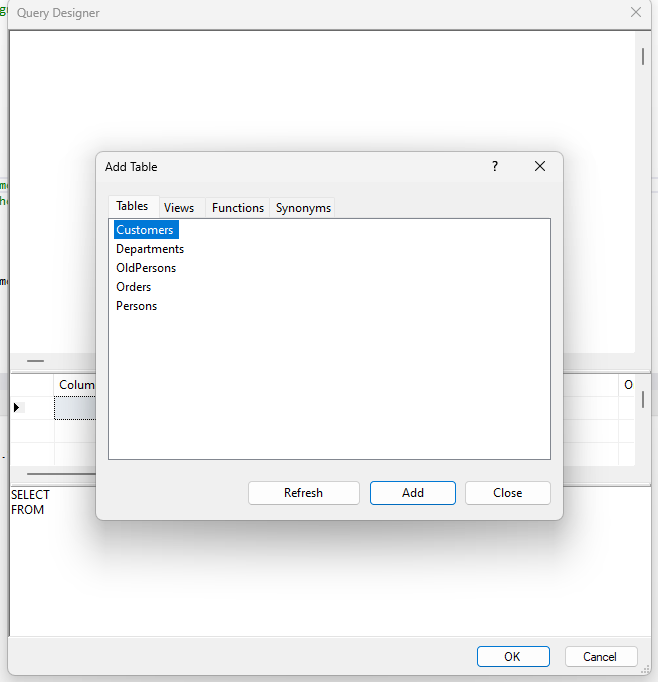 Query Designer
Add Table
?
Tables Views Functions Synonyms
Customers
Departments
OldPersons
Orders
Persons
Refresh Add Close
Colum O
SELECT
FROM
OK Cancel